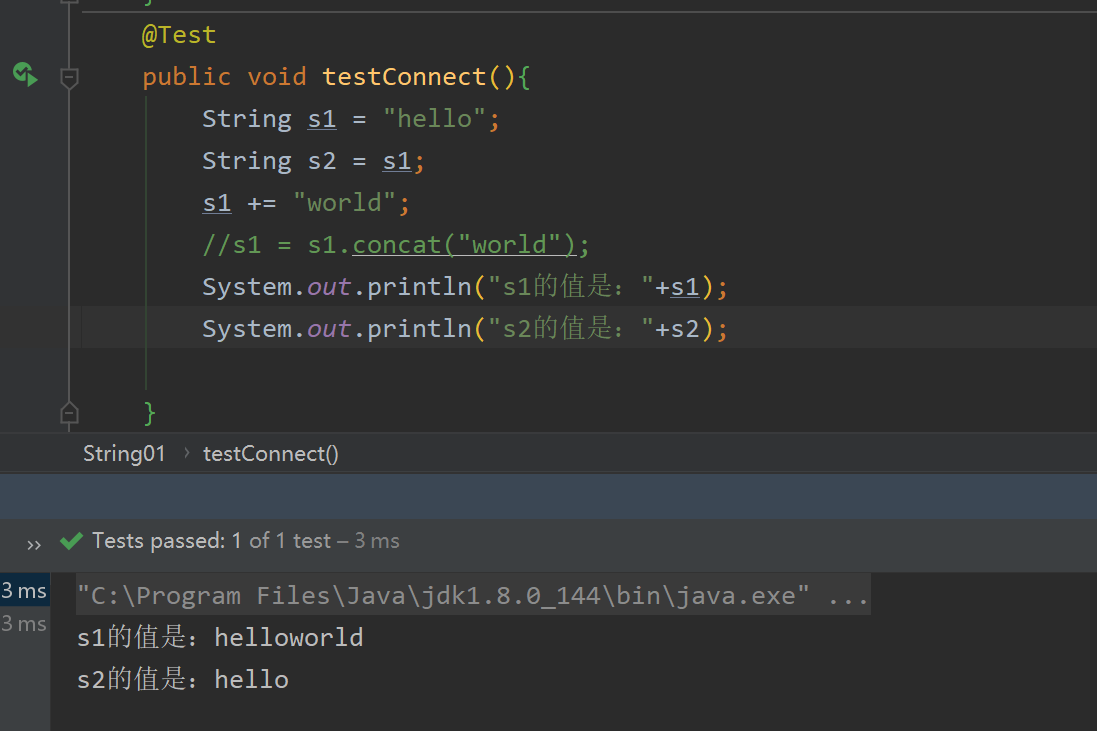 }
@Test
public void testConnect(){
String s1 = "hello";
String s2 = s1;
s1 += "world";
//s1 = s1.concat("world");
System.out.println("s1的值是："+s1);
System.out.println("s2的值是："+s2);
}
String01 › testConnect()
» Tests passed: 1 of 1 test – 3 ms
3 ms "C:\Program Files\Java\jdk1.8.0_144\bin\java.exe" ...
3 ms s1的值是：helloworld
s2的值是：hello